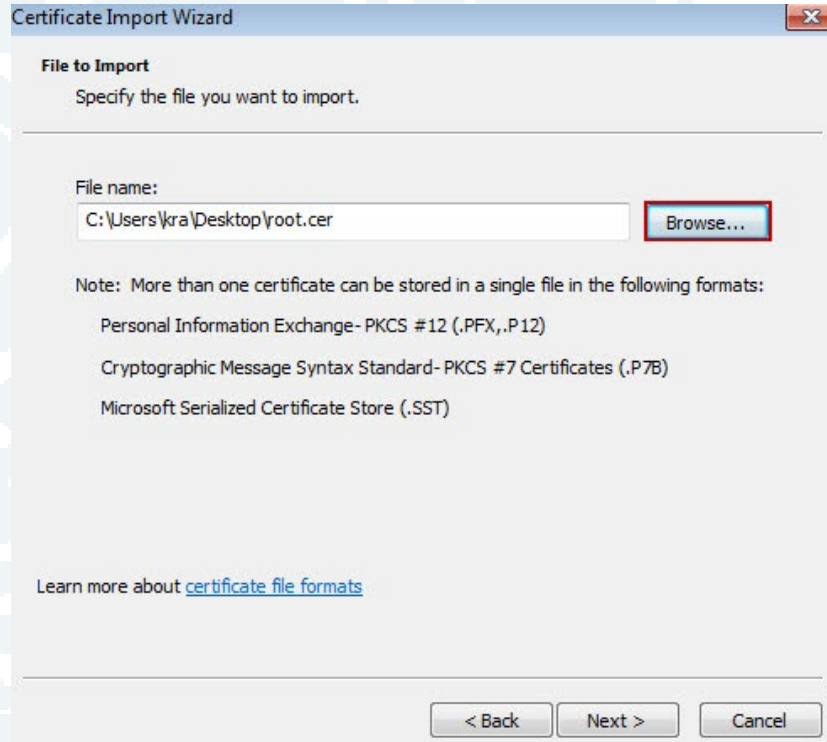 Certificate Import Wizard
File to Import
Specify the file you want to import.
File name:
C:\Users\kra\Desktop\root.cer
Browse...
Note: More than one certificate can be stored in a single file in the following formats:
Personal Information Exchange- PKCS #12 (.PFX,.P12)
Cryptographic Message Syntax Standard- PKCS #7 Certificates (.P7B)
Microsoft Serialized Certificate Store (.SST)
Learn more about certificate file formats
< Back Next > Cancel